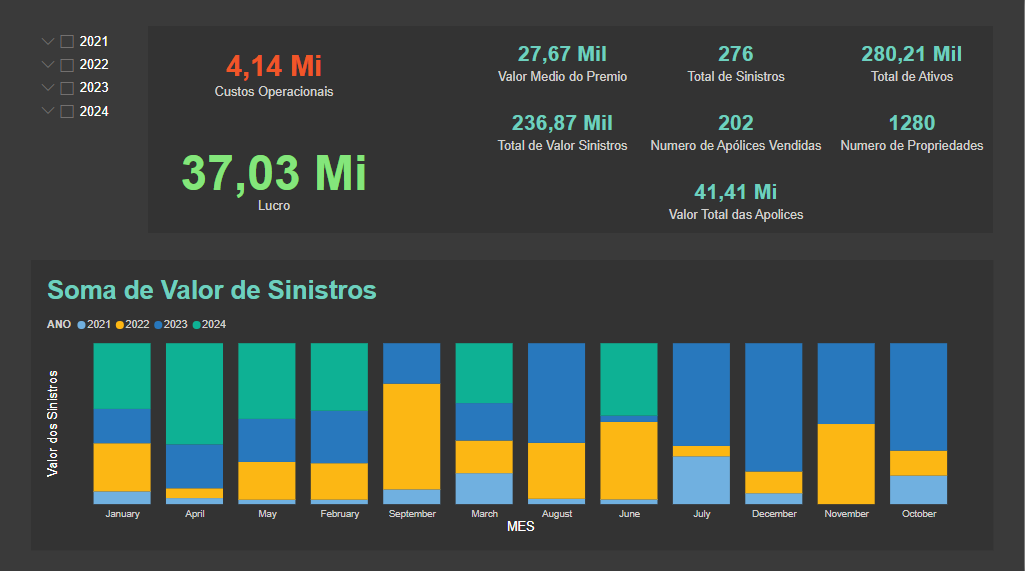 2021
2022
2023
2024
4,14 Mi
Custos Operacionais
37,03 Mi
Lucro
27,67 Mil
Valor Medio do Premio
276
Total de Sinistros
280,21 Mil
Total de Ativos
236,87 Mil
Total de Valor Sinistros
202
Numero de Apólices Vendidas
1280
Numero de Propriedades
41,41 Mi
Valor Total das Apolices
Soma de Valor de Sinistros
ANO 2021 2022 2023 2024
Valor dos Sinistros
January April May February September March August June July December November October
MES